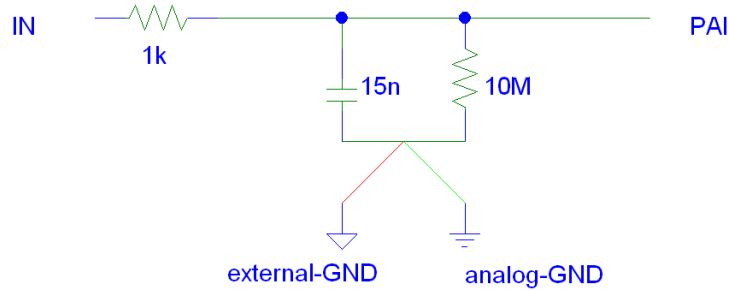 IN
PAI
1k
15n
10M
external-GND
analog-GND